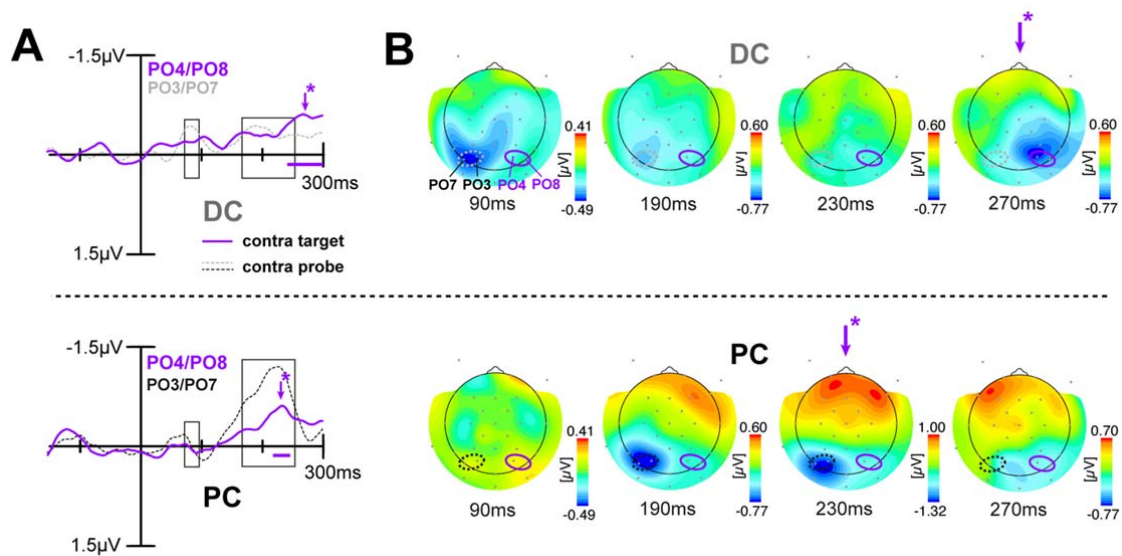 A
-1.5µV
PO4/PO8
PO3/PO7
*
300ms
DC
1.5µV
contra target
contra probe
B
DC
*
0.41
[µV]
-0.49
0.60
[µV]
-0.77
0.60
[µV]
-0.77
0.60
[µV]
-0.77
PO7 PO3 PO4 PO8
90ms
190ms
230ms
270ms
-1.5µV
PO4/PO8
PO3/PO7
*
300ms
PC
1.5µV
PC
*
0.41
[µV]
-0.49
0.60
[µV]
-0.77
1.00
[µV]
-1.32
0.70
[µV]
-0.77
90ms
190ms
230ms
270ms